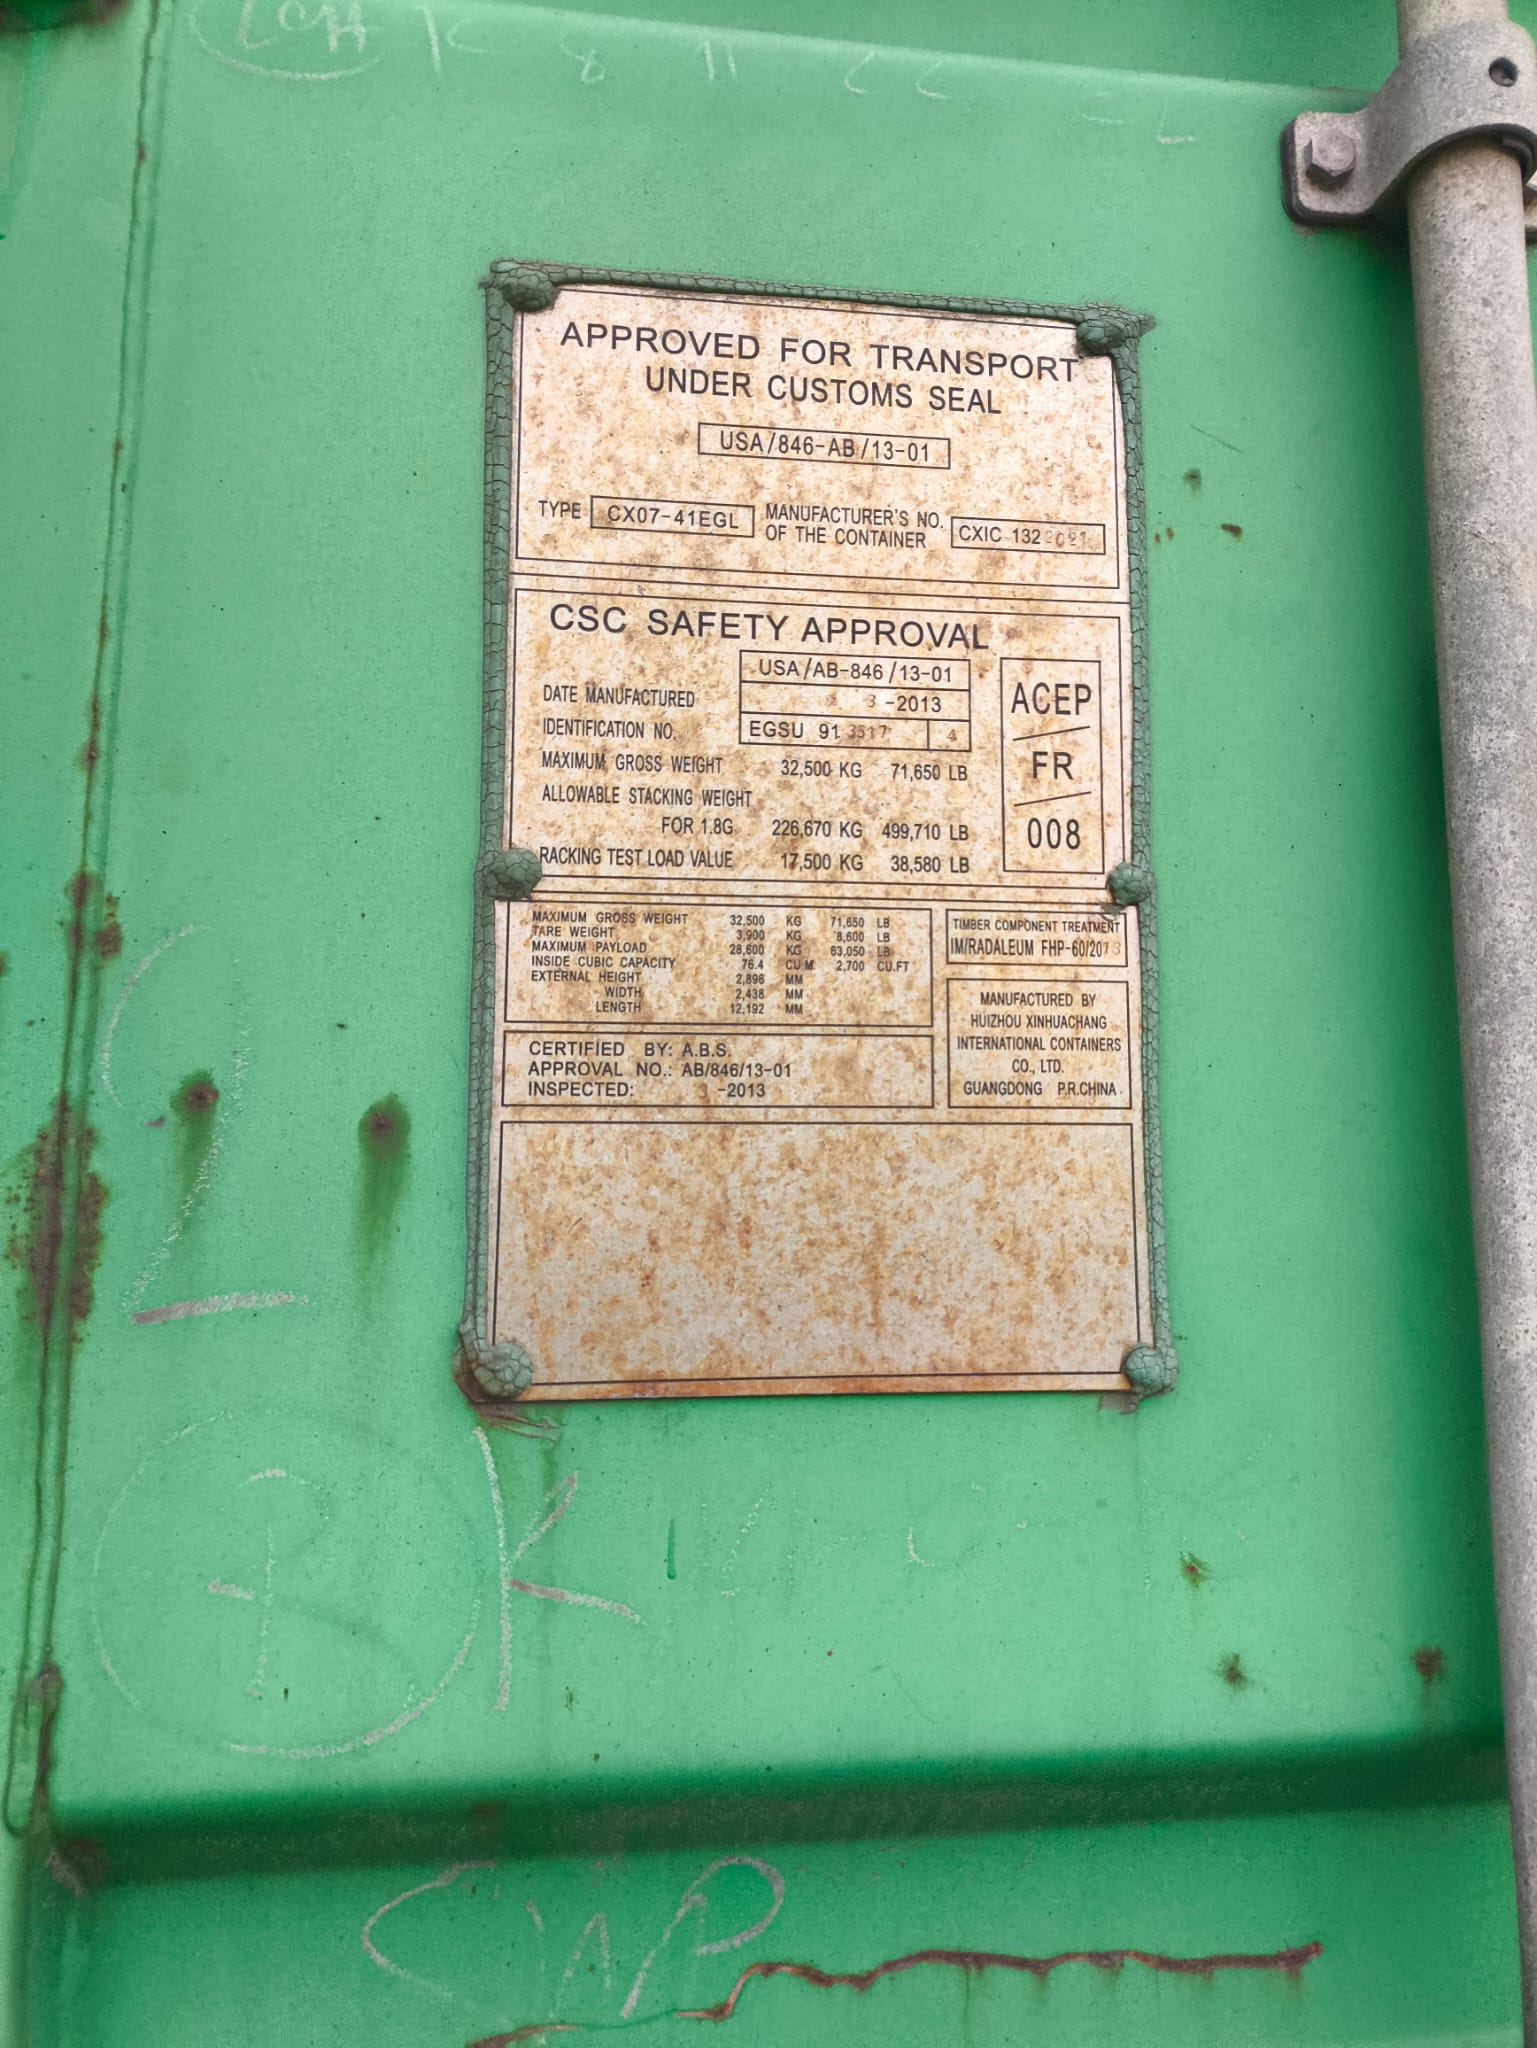 APPROVED FOR TRANSPORT
UNDER CUSTOMS SEAL
USA/846-AB/13-01
TYPE CX07-41EGL MANUFACTURER'S NO.
OF THE CONTAINER CXIC 132
CSC SAFETY APPROVAL
USA/AB-846/13-01
DATE MANUFACTURED 3 -2013
IDENTIFICATION NO. EGSU 91 3517 4
MAXIMUM GROSS WEIGHT 32,500 KG 71,650 LB
ALLOWABLE STACKING WEIGHT
FOR 1.8G 226,670 KG 499,710 LB
RACKING TEST LOAD VALUE 17,500 KG 38,580 LB
ACEP
FR
008
MAXIMUM GROSS WEIGHT 32,500 KG 71,650 LB
TARE WEIGHT 3,900 KG 8,600 LB
MAXIMUM PAYLOAD 28,600 KG 63,050 LB
INSIDE CUBIC CAPACITY 76.4 CU.M 2,700 CU.FT
EXTERNAL HEIGHT 2,896 MM
WIDTH 2,438 MM
LENGTH 12,192 MM
TIMBER COMPONENT TREATMENT
IM/RADALEUM FHP-60/2013
MANUFACTURED BY
HUIZHOU XINHUACHANG
INTERNATIONAL CONTAINERS
CO., LTD.
GUANGDONG P.R.CHINA
CERTIFIED BY: A.B.S.
APPROVAL NO.: AB/846/13-01
INSPECTED: 3 -2013
K